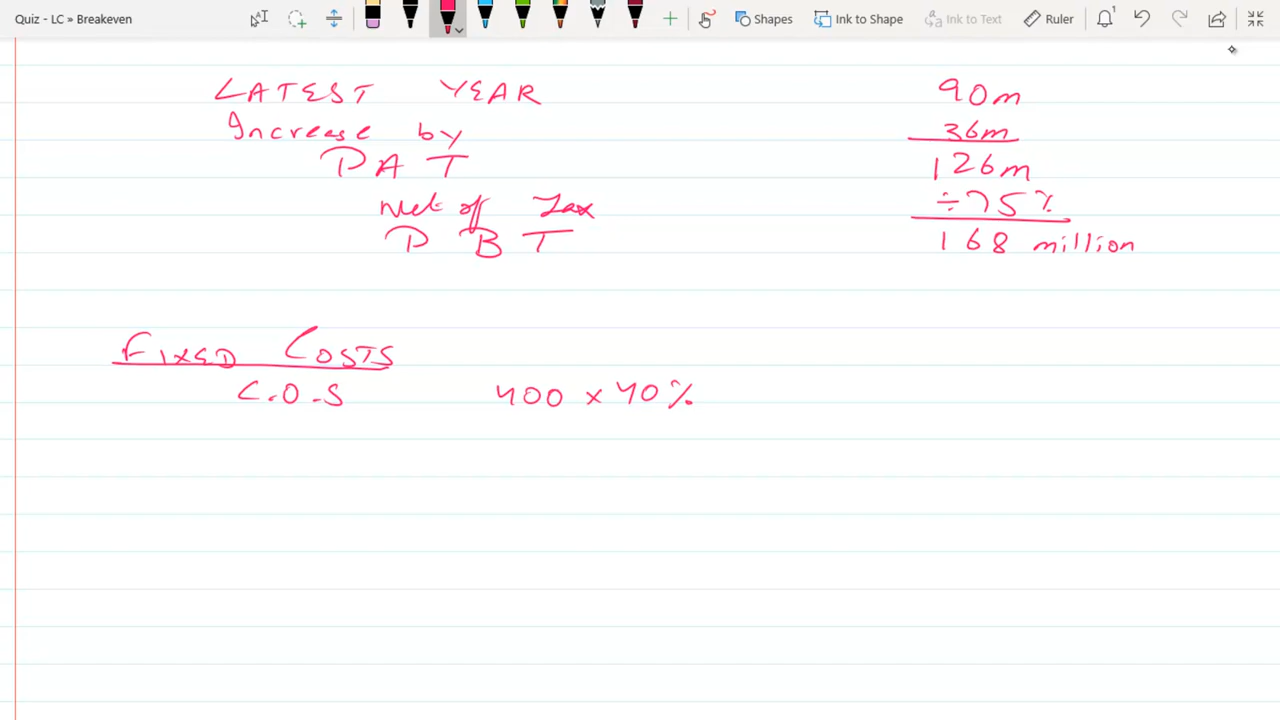 Quiz - LC » Breakeven Shapes Ink to Shape Ink to Text Ruler 1
LATEST YEAR 90m
Increase by 36m
PAT 126m
Net of Tax ÷75%
PBT 168 million
FIXED COSTS
C.O.S 400 x 40%